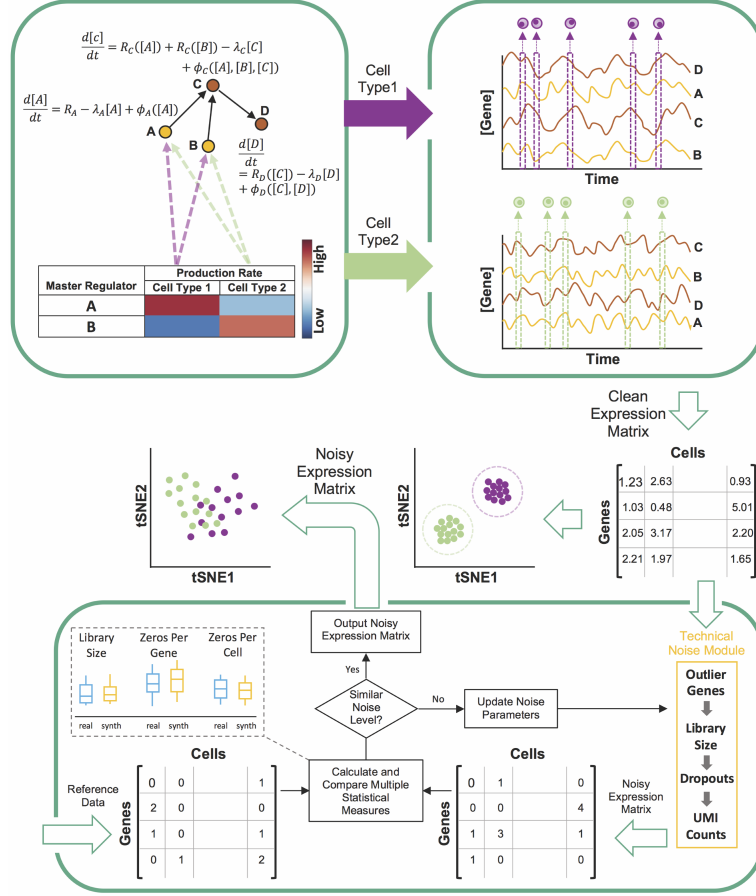 d[c]/dt = R_C([A]) + R_C([B]) − λ_C[C]
+ ϕ_C([A], [B], [C])
d[A]/dt = R_A − λ_A[A] + ϕ_A([A])
C
D
A
B
d[D]/dt
= R_D([C]) − λ_D[D]
+ ϕ_D([C], [D])
Production Rate
Master Regulator
Cell Type 1
Cell Type 2
A
B
High
Low
Cell
Type1
Cell
Type2
[Gene]
D
A
C
B
Time
[Gene]
C
B
D
A
Time
Clean
Expression
Matrix
Cells
Genes
1.23 2.63 0.93
1.03 0.48 5.01
2.05 3.17 2.20
2.21 1.97 1.65
tSNE2
tSNE1
Noisy
Expression
Matrix
tSNE2
tSNE1
Technical
Noise Module
Outlier
Genes
Library
Size
Dropouts
UMI
Counts
Noisy
Expression
Matrix
Output Noisy
Expression Matrix
Yes
Similar
Noise
Level?
No
Update Noise
Parameters
Calculate and
Compare Multiple
Statistical
Measures
Library
Size
Zeros Per
Gene
Zeros Per
Cell
real synth
real synth
real synth
Reference
Data
Cells
Genes
0 0 1
2 0 0
1 0 1
0 1 2
Cells
Genes
0 1 0
0 0 4
1 3 1
1 0 0